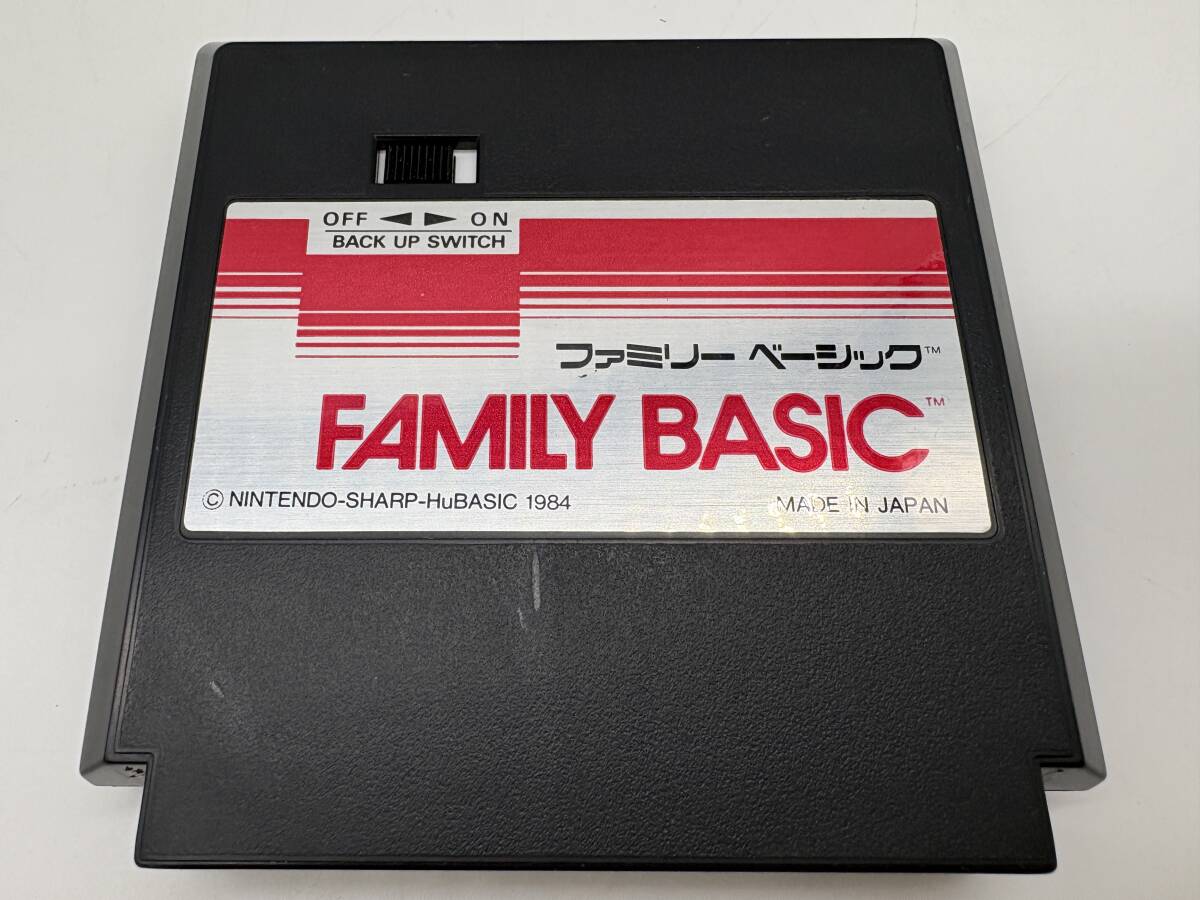 OFF ◀ ▶ ON
BACK UP SWITCH
ファミリー ベーシック™
FAMILY BASIC™
© NINTENDO-SHARP-HuBASIC 1984 MADE IN JAPAN